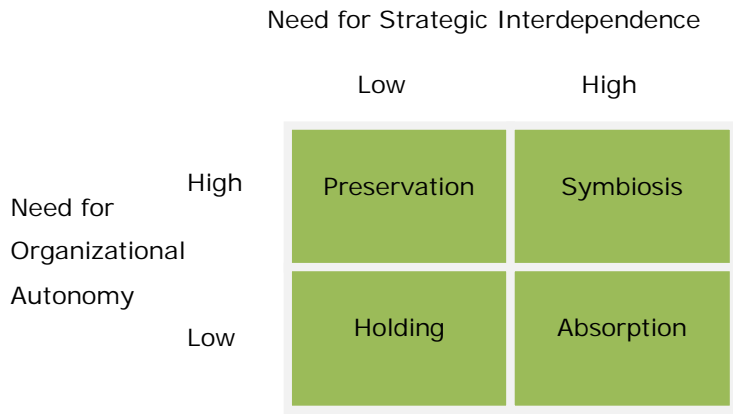 Need for Strategic Interdependence
Low High
High Preservation Symbiosis
Need for
Organizational
Autonomy
Low Holding Absorption